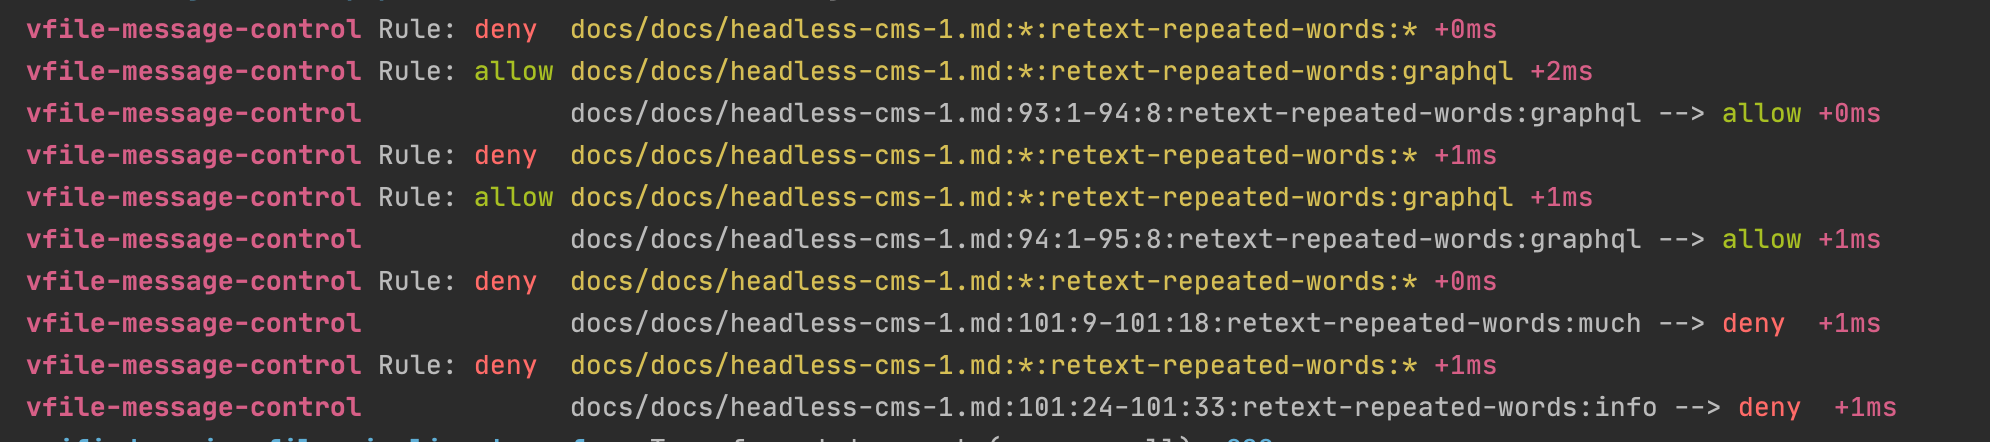 vfile-message-control Rule: deny  docs/docs/headless-cms-1.md:*:retext-repeated-words:* +0ms
vfile-message-control Rule: allow docs/docs/headless-cms-1.md:*:retext-repeated-words:graphql +2ms
vfile-message-control             docs/docs/headless-cms-1.md:93:1-94:8:retext-repeated-words:graphql --> allow +0ms
vfile-message-control Rule: deny  docs/docs/headless-cms-1.md:*:retext-repeated-words:* +1ms
vfile-message-control Rule: allow docs/docs/headless-cms-1.md:*:retext-repeated-words:graphql +1ms
vfile-message-control             docs/docs/headless-cms-1.md:94:1-95:8:retext-repeated-words:graphql --> allow +1ms
vfile-message-control Rule: deny  docs/docs/headless-cms-1.md:*:retext-repeated-words:* +0ms
vfile-message-control             docs/docs/headless-cms-1.md:101:9-101:18:retext-repeated-words:much --> deny  +1ms
vfile-message-control Rule: deny  docs/docs/headless-cms-1.md:*:retext-repeated-words:* +1ms
vfile-message-control             docs/docs/headless-cms-1.md:101:24-101:33:retext-repeated-words:info --> deny  +1ms